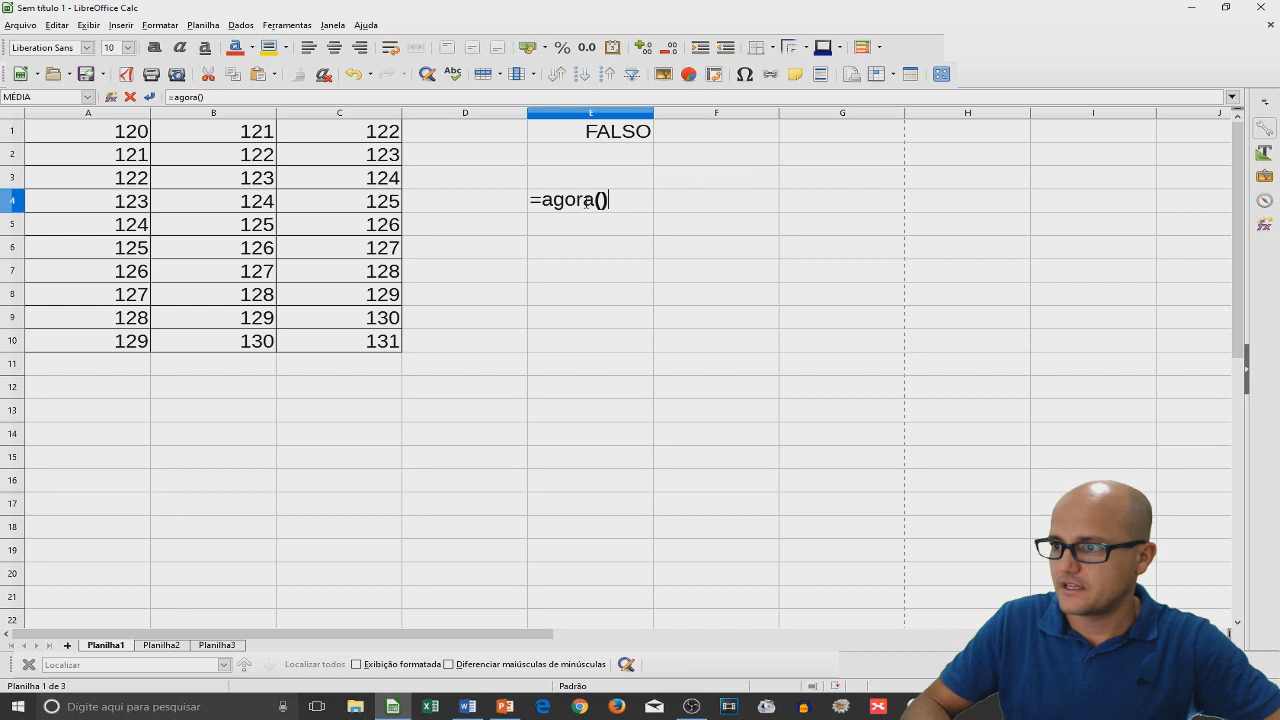 Sem título 1 - LibreOffice Calc
Arquivo Editar Exibir Inserir Formatar Planilha Dados Ferramentas Janela Ajuda
Liberation Sans 10
MÉDIA =agora()
A B C D E F G H I J
1 120 121 122 FALSO
2 121 122 123
3 122 123 124
4 123 124 125 =agora()
5 124 125 126
6 125 126 127
7 126 127 128
8 127 128 129
9 128 129 130
10 129 130 131
11
12
13
14
15
16
17
18
19
20
21
22
Planilha1 Planilha2 Planilha3
Localizar Localizar todos Exibição formatada Diferenciar maiúsculas de minúsculas
Planilha 1 de 3 Padrão
Digite aqui para pesquisar